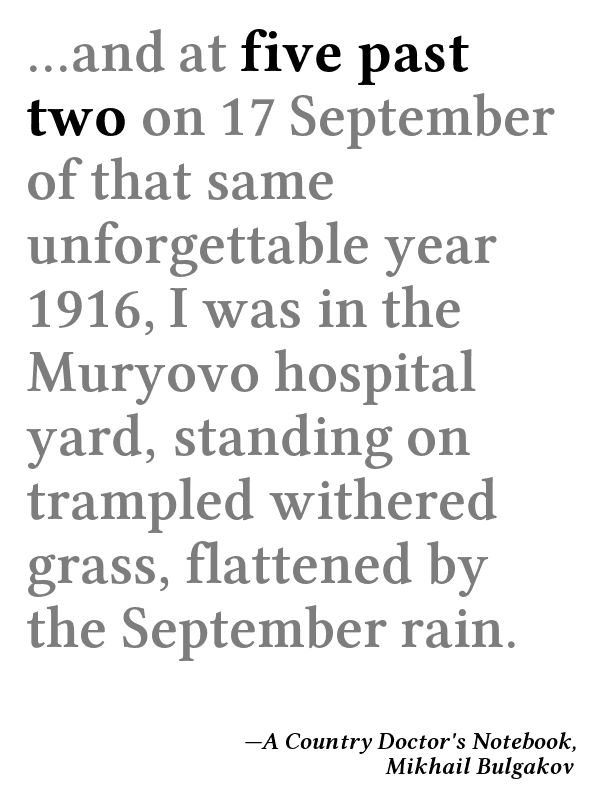 ...and at five past
two on 17 September
of that same
unforgettable year
1916, I was in the
Muryovo hospital
yard, standing on
trampled withered
grass, flattened by
the September rain.
—A Country Doctor's Notebook,
Mikhail Bulgakov